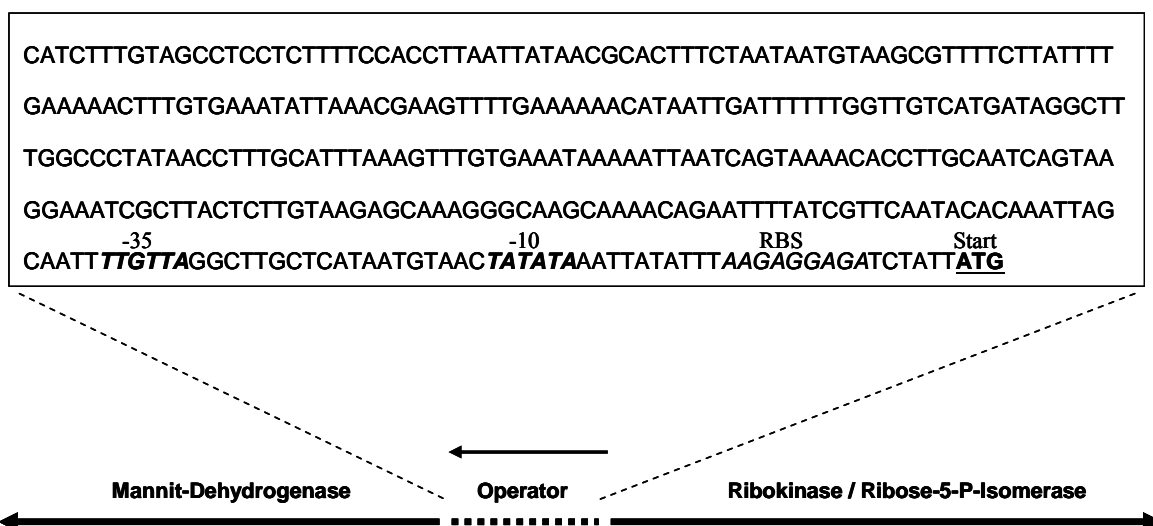 CATCTTTGTAGCCTCCTCTTTTCCACCTTAATTATAACGCACTTTCTAATAATGTAAGCGTTTTCTTATTTT
GAAAAACTTTGTGAAATATTAAACGAAGTTTTGAAAAAACATAATTGATTTTTTGGTTGTCATGATAGGCTT
TGGCCCTATAACCTTTGCATTTAAAGTTTGTGAAATAAAAATTAATCAGTAAAACACCTTGCAATCAGTAA
GGAAATCGCTTACTCTTGTAAGAGCAAAGGGCAAGCAAAACAGAATTTTATCGTTCAATACACAAATTAG
-35 -10 RBS Start
CAATTTTGTTAGGCTTGCTCATAATGTAACTATATAAATTATATTTAAGAGGAGATCTATTATG
Mannit-Dehydrogenase Operator Ribokinase / Ribose-5-P-Isomerase